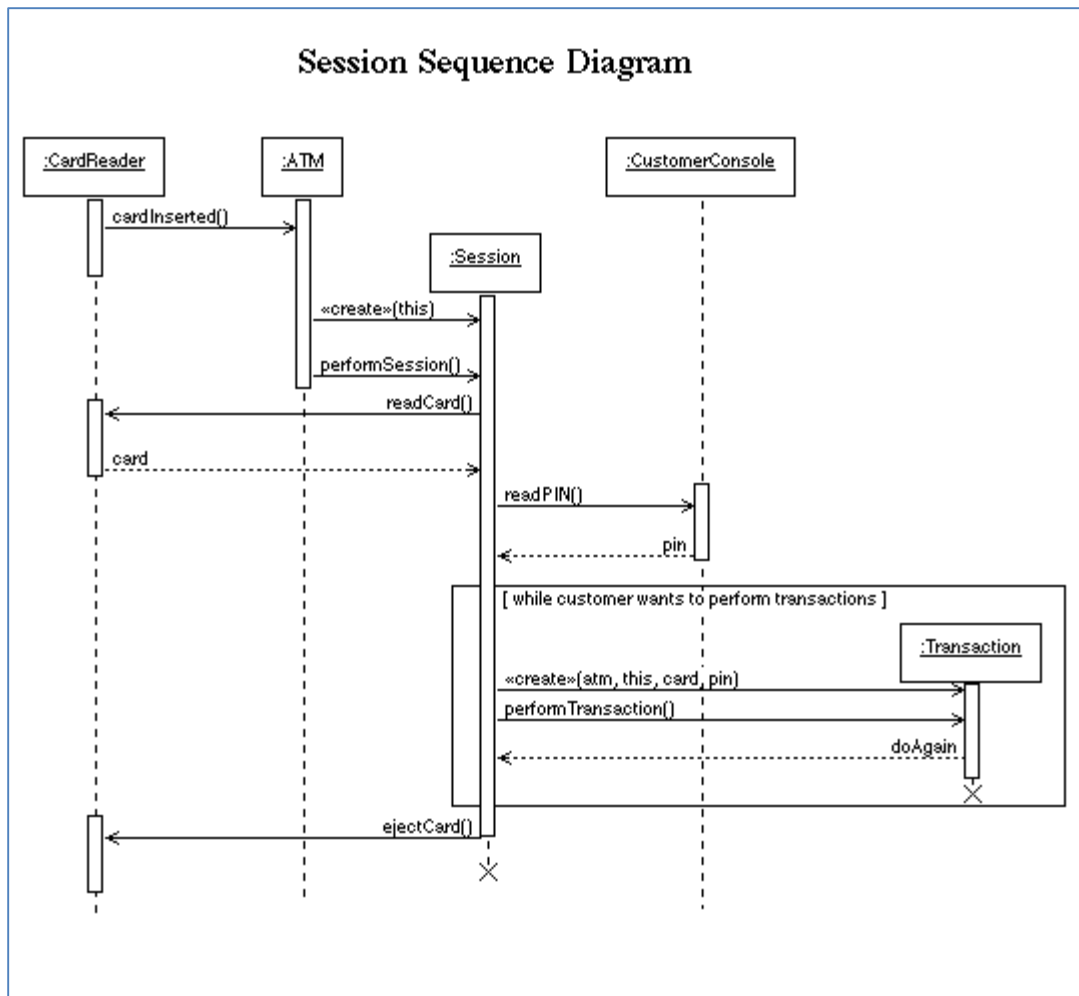 Session Sequence Diagram
:CardReader
:ATM
:CustomerConsole
cardInserted()
:Session
«create»(this)
performSession()
readCard()
card
readPIN()
pin
[ while customer wants to perform transactions ]
:Transaction
«create»(atm, this, card, pin)
performTransaction()
doAgain
ejectCard()